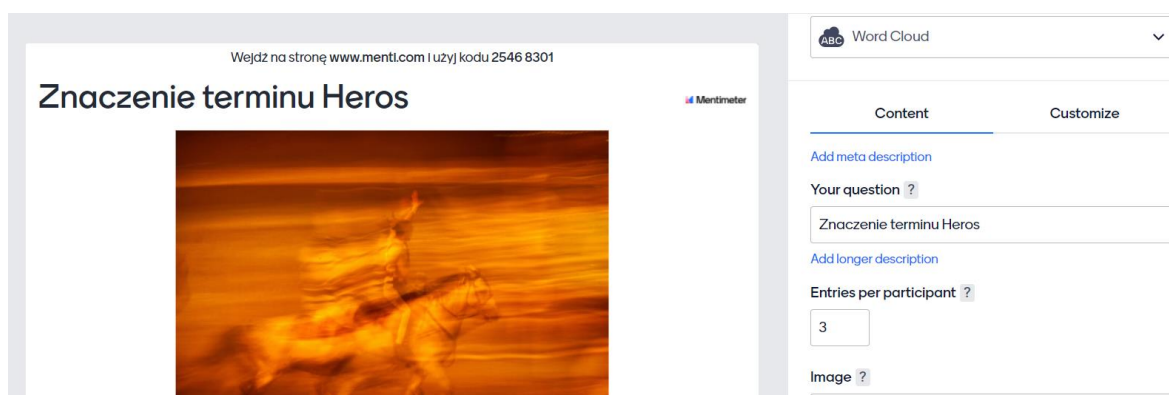 Wejdź na stronę www.menti.com i użyj kodu 2546 8301
Znaczenie terminu Heros
Mentimeter
ABC Word Cloud
Content Customize
Add meta description
Your question ?
Znaczenie terminu Heros
Add longer description
Entries per participant ?
3
Image ?